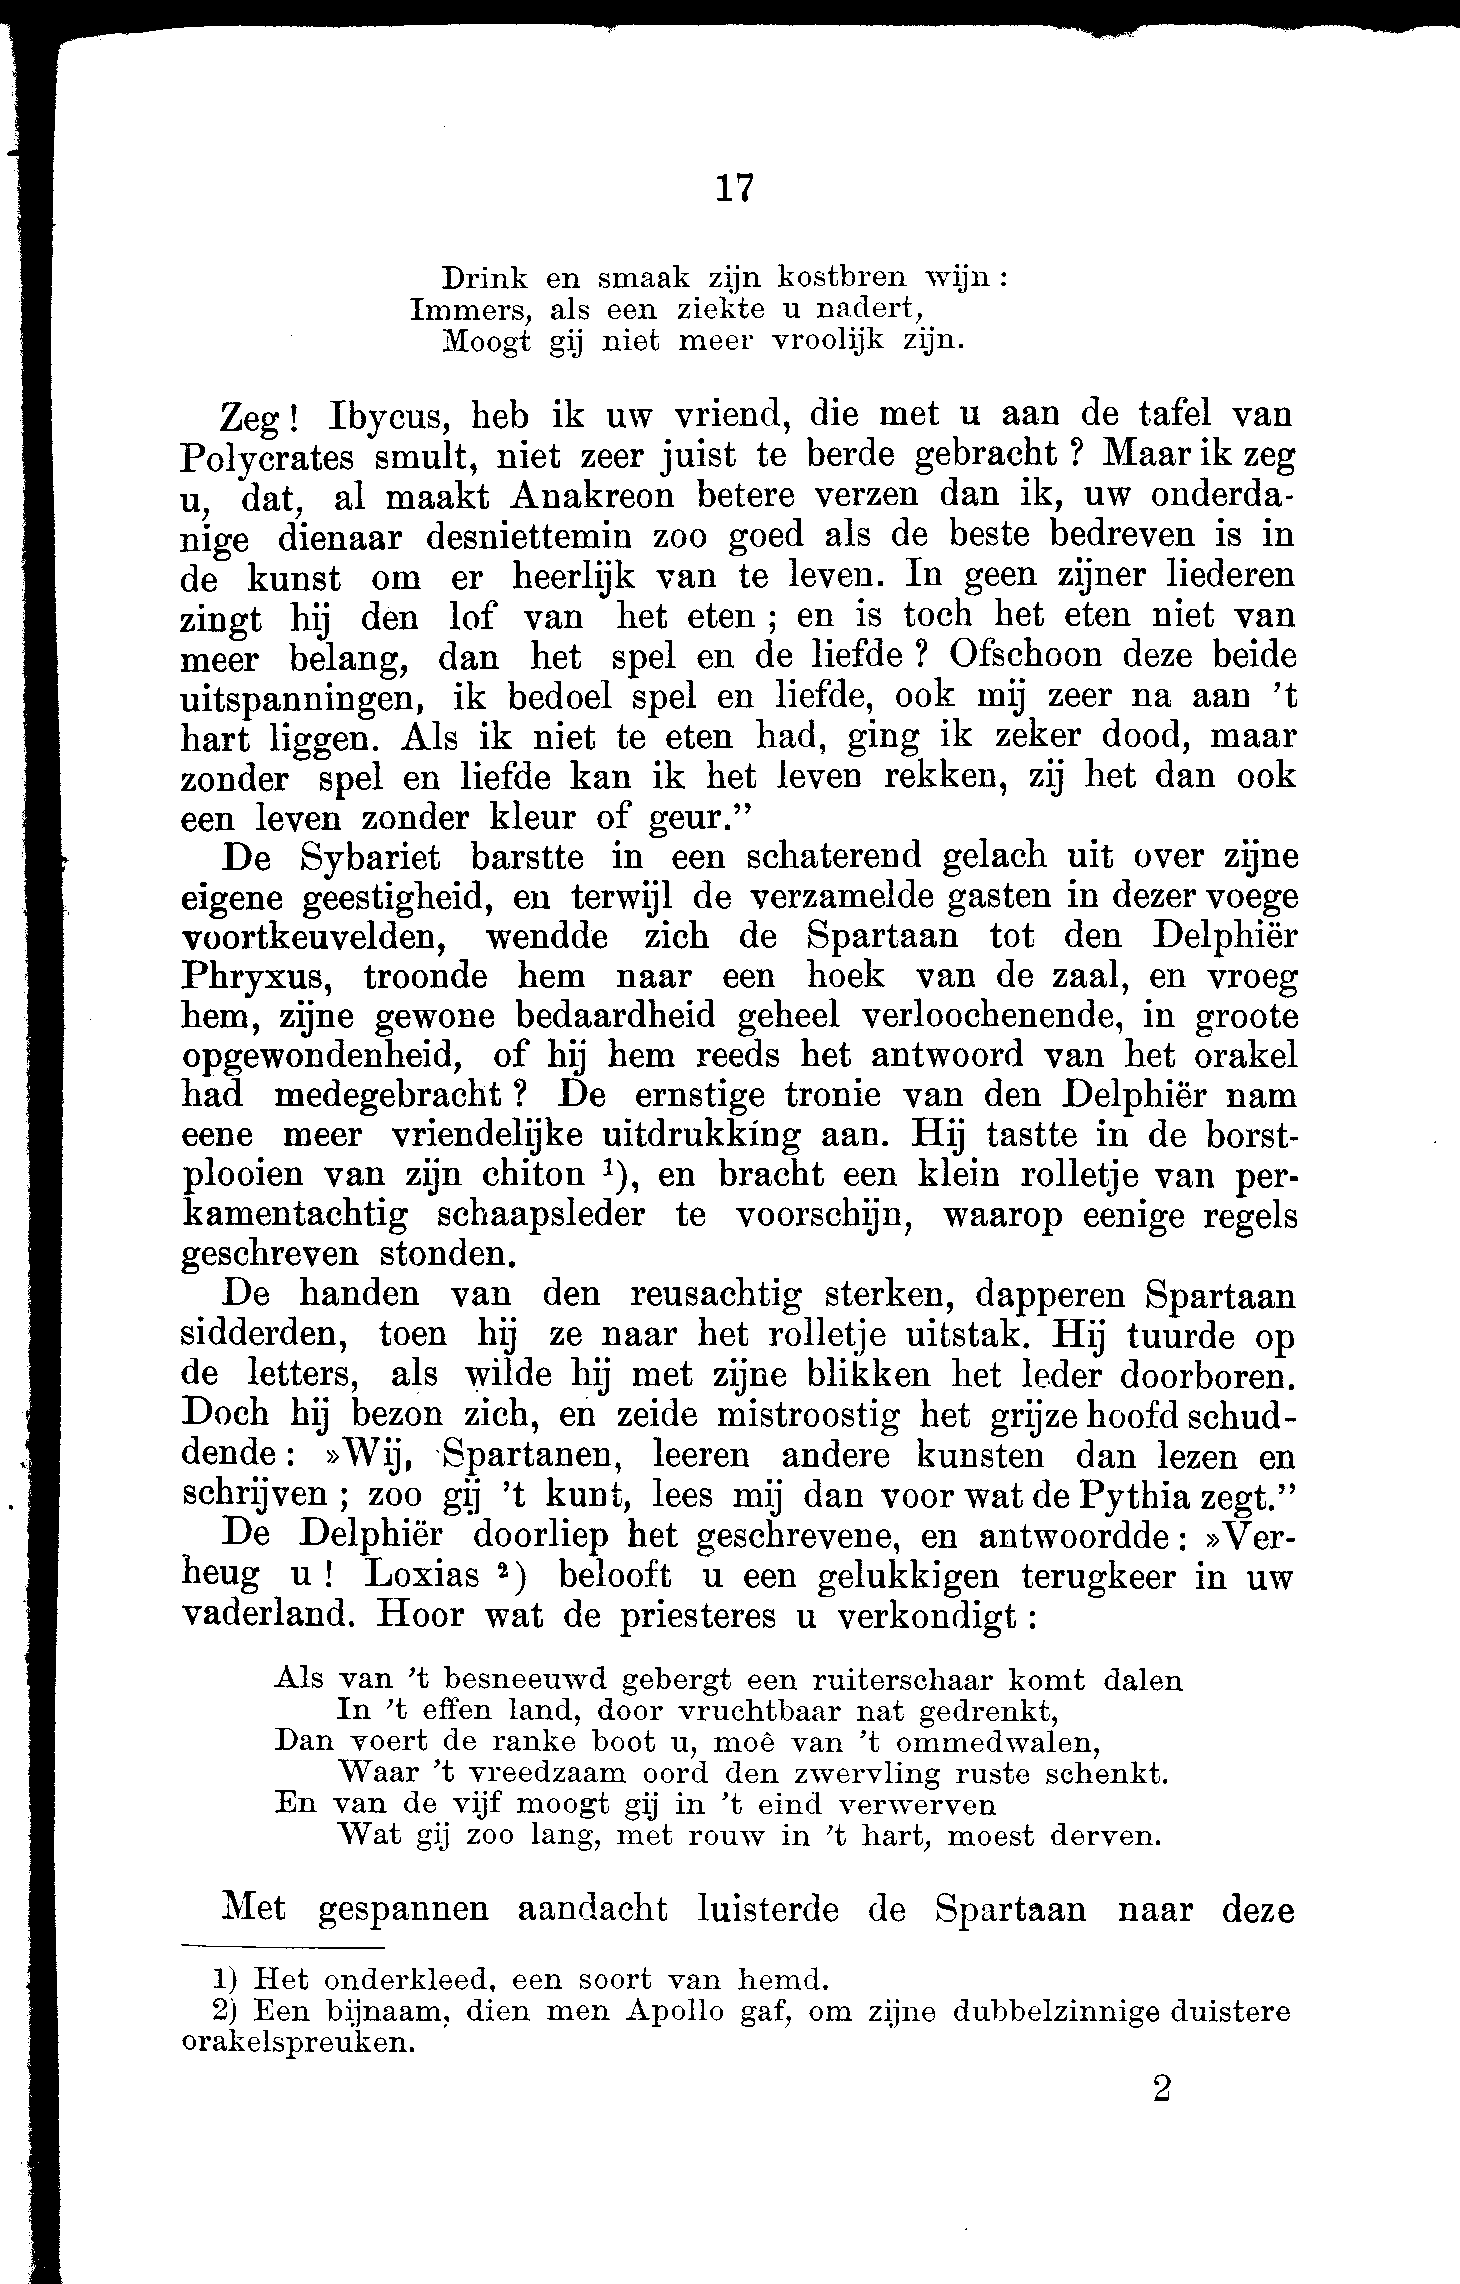 17
Drink en smaak zijn kostbren wijn :
Immers, als een ziekte u nadert,
Moogt gij niet meer vroolijk zijn.
Zeg ! Ibycus, heb ik uw vriend, die met u aan de tafel van
Polycrates smult, niet zeer juist te berde gebracht ? Maar ik zeg
u, dat, al maakt Anakreon betere verzen dan ik, uw onderda-
nige dienaar desniettemin zoo goed als de beste bedreven is in
de kunst om er heerlijk van te leven. In geen zijner liederen
zingt hij den lof van het eten ; en is toch het eten niet van
meer belang, dan het spel en de liefde ? Ofschoon deze beide
uitspanningen, ik bedoel spel en liefde, ook mij zeer na aan 't
hart liggen. Als ik niet te eten had, ging ik zeker dood, maar
zonder spel en liefde kan ik het leven rekken, zij het dan ook
een leven zonder kleur of geur.”
De Sybariet barstte in een schaterend gelach uit over zijne
eigene geestigheid, en terwijl de verzamelde gasten in dezer voege
voortkeuvelden, wendde zich de Spartaan tot den Delphiër
Phryxus, troonde hem naar een hoek van de zaal, en vroeg
hem, zijne gewone bedaardheid geheel verloochenende, in groote
opgewondenheid, of hij hem reeds het antwoord van het orakel
had medegebracht ? De ernstige tronie van den Delphiër nam
eene meer vriendelijke uitdrukking aan. Hij tastte in de borst-
plooien van zijn chiton ¹), en bracht een klein rolletje van per-
kamentachtig schaapsleder te voorschijn, waarop eenige regels
geschreven stonden.
De handen van den reusachtig sterken, dapperen Spartaan
sidderden, toen hij ze naar het rolletje uitstak. Hij tuurde op
de letters, als wilde hij met zijne blikken het leder doorboren.
Doch hij bezon zich, en zeide mistroostig het grijze hoofd schud-
dende : »Wij, Spartanen, leeren andere kunsten dan lezen en
schrijven ; zoo gij 't kunt, lees mij dan voor wat de Pythia zegt.”
De Delphiër doorliep het geschrevene, en antwoordde : »Ver-
heug u ! Loxias ²) belooft u een gelukkigen terugkeer in uw
vaderland. Hoor wat de priesteres u verkondigt :
Als van 't besneeuwd gebergt een ruiterschaar komt dalen
In 't effen land, door vruchtbaar nat gedrenkt,
Dan voert de ranke boot u, moê van 't ommedwalen,
Waar 't vreedzaam oord den zwervling ruste schenkt.
En van de vijf moogt gij in 't eind verwerven
Wat gij zoo lang, met rouw in 't hart, moest derven.
Met gespannen aandacht luisterde de Spartaan naar deze
1) Het onderkleed, een soort van hemd.
2) Een bijnaam, dien men Apollo gaf, om zijne dubbelzinnige duistere
orakelspreuken.
2